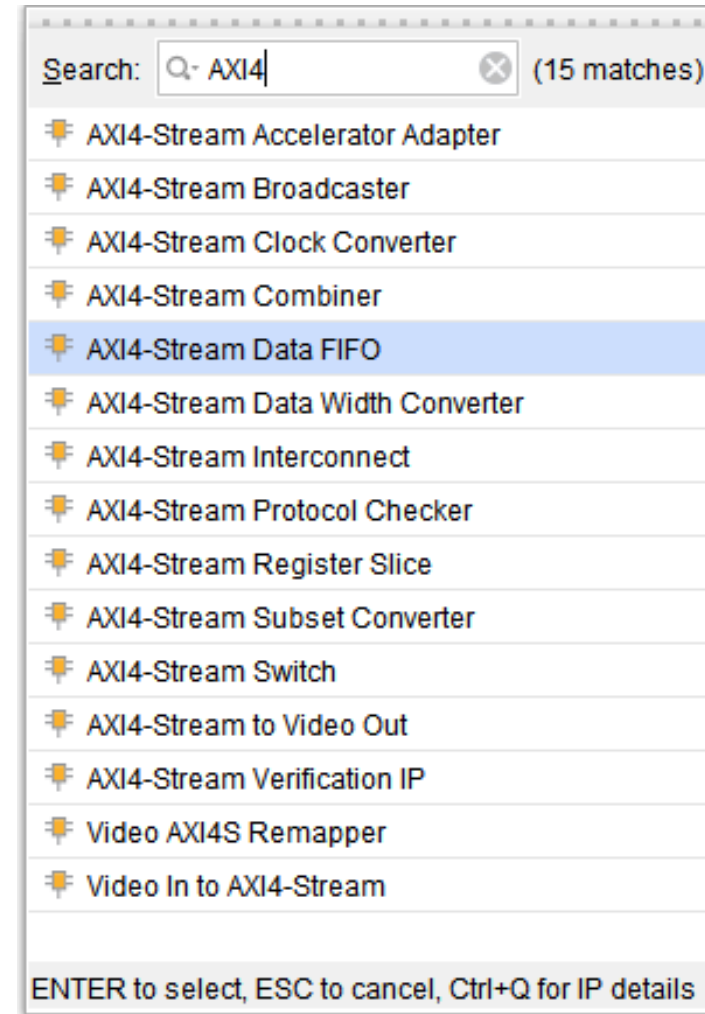 Search: AXI4 (15 matches)
AXI4-Stream Accelerator Adapter
AXI4-Stream Broadcaster
AXI4-Stream Clock Converter
AXI4-Stream Combiner
AXI4-Stream Data FIFO
AXI4-Stream Data Width Converter
AXI4-Stream Interconnect
AXI4-Stream Protocol Checker
AXI4-Stream Register Slice
AXI4-Stream Subset Converter
AXI4-Stream Switch
AXI4-Stream to Video Out
AXI4-Stream Verification IP
Video AXI4S Remapper
Video In to AXI4-Stream
ENTER to select, ESC to cancel, Ctrl+Q for IP details